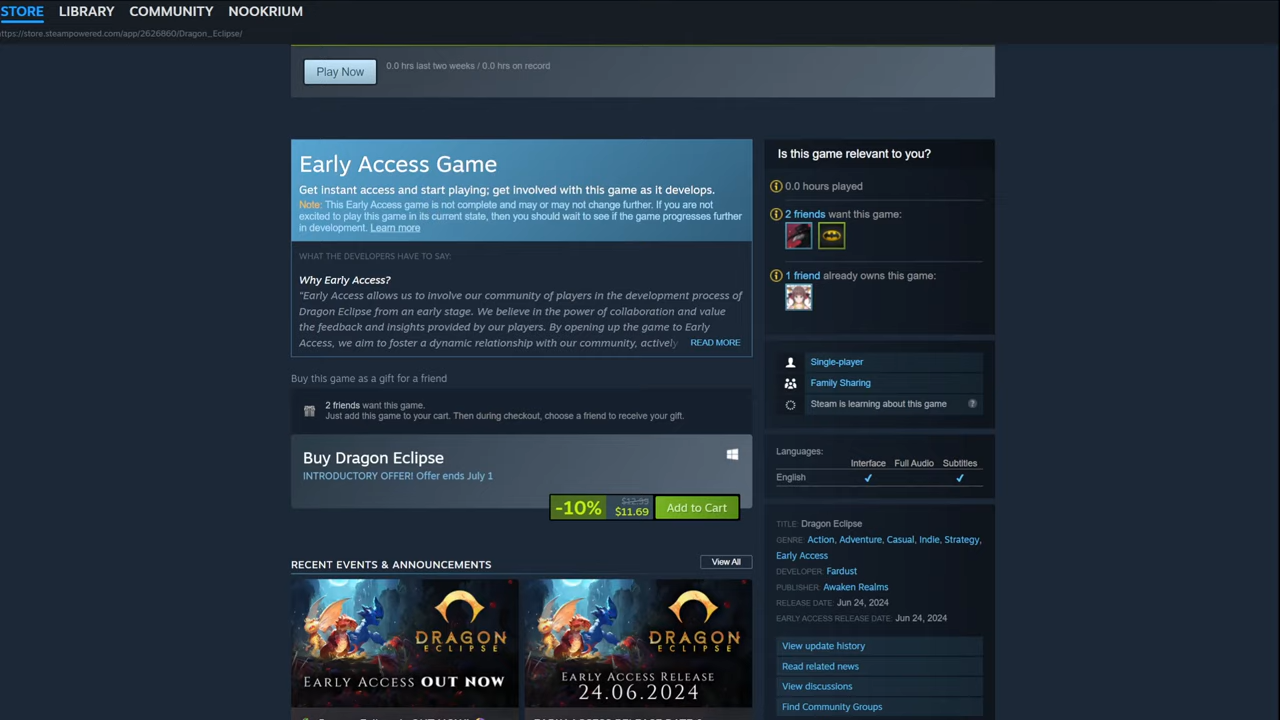 STORE LIBRARY COMMUNITY NOOKRIUM
ttps://store.steampowered.com/app/2626860/Dragon_Eclipse/
Play Now
0.0 hrs last two weeks / 0.0 hrs on record
Early Access Game
Get instant access and start playing; get involved with this game as it develops.
Note: This Early Access game is not complete and may or may not change further. If you are
not excited to play this game in its current state, then you should wait to see if the game progresses further
in development. Learn more
WHAT THE DEVELOPERS HAVE TO SAY:
Why Early Access?
"Early Access allows us to involve our community of players in the development process of
Dragon Eclipse from an early stage. We believe in the power of collaboration and value
the feedback and insights provided by our players. By opening up the game to Early
Access, we aim to foster a dynamic relationship with our community, actively READ MORE
Buy this game as a gift for a friend
2 friends want this game.
Just add this game to your cart. Then during checkout, choose a friend to receive your gift.
Buy Dragon Eclipse
INTRODUCTORY OFFER! Offer ends July 1
-10%
$12.99
$11.69
Add to Cart
RECENT EVENTS & ANNOUNCEMENTS
View All
DRAGON
ECLIPSE
EARLY ACCESS OUT NOW
DRAGON
ECLIPSE
EARLY ACCESS RELEASE
24.06.2024
Is this game relevant to you?
0.0 hours played
2 friends want this game:
1 friend already owns this game:
Single-player
Family Sharing
Steam is learning about this game ?
Languages:
Interface Full Audio Subtitles
English ✔ ✔
TITLE: Dragon Eclipse
GENRE: Action, Adventure, Casual, Indie, Strategy,
Early Access
DEVELOPER: Fardust
PUBLISHER: Awaken Realms
RELEASE DATE: Jun 24, 2024
EARLY ACCESS RELEASE DATE: Jun 24, 2024
View update history
Read related news
View discussions
Find Community Groups